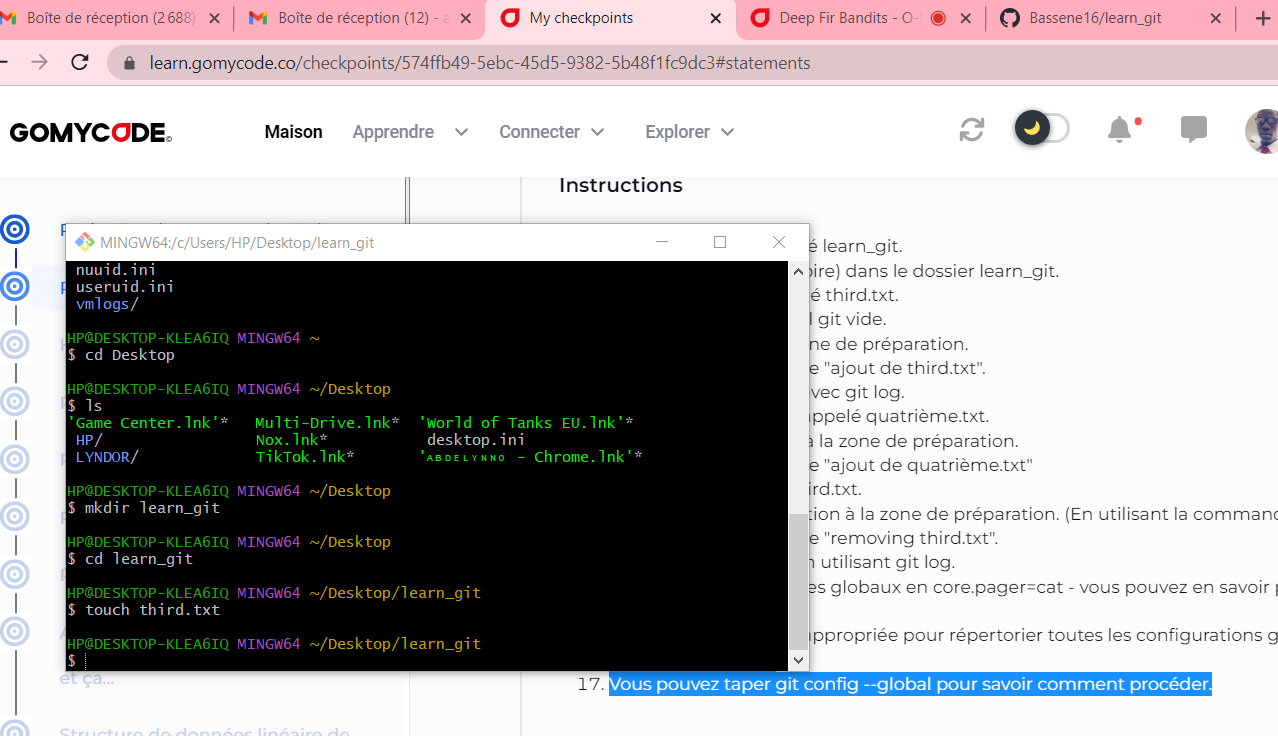 Boîte de réception (2 688)
Boîte de réception (12) - a
My checkpoints
Deep Fir Bandits - O-
Bassene16/learn_git
learn.gomycode.co/checkpoints/574ffb49-5ebc-45d5-9382-5b48f1fc9dc3#statements
GOMYCODE
Maison
Apprendre
Connecter
Explorer
Instructions
MINGW64:/c/Users/HP/Desktop/learn_git
nuuid.ini
useruid.ini
vmlogs/
HP@DESKTOP-KLEA6IQ MINGW64 ~
$ cd Desktop
HP@DESKTOP-KLEA6IQ MINGW64 ~/Desktop
$ ls
'Game Center.lnk'* Multi-Drive.lnk* 'World of Tanks EU.lnk'*
HP/ Nox.lnk* desktop.ini
LYNDOR/ TikTok.lnk* 'ᴀʙᴅᴇʟʏɴɴᴏ - Chrome.lnk'*
HP@DESKTOP-KLEA6IQ MINGW64 ~/Desktop
$ mkdir learn_git
HP@DESKTOP-KLEA6IQ MINGW64 ~/Desktop
$ cd learn_git
HP@DESKTOP-KLEA6IQ MINGW64 ~/Desktop/learn_git
$ touch third.txt
HP@DESKTOP-KLEA6IQ MINGW64 ~/Desktop/learn_git
$
é learn_git.
oire) dans le dossier learn_git.
é third.txt.
l git vide.
ne de préparation.
e "ajout de third.txt".
vec git log.
appelé quatrième.txt.
à la zone de préparation.
e "ajout de quatrième.txt"
ird.txt.
tion à la zone de préparation. (En utilisant la command
e "removing third.txt".
n utilisant git log.
es globaux en core.pager=cat - vous pouvez en savoir p
appropriée pour répertorier toutes les configurations g
17. Vous pouvez taper git config --global pour savoir comment procéder.
et ça...
Structure de données linéaire de